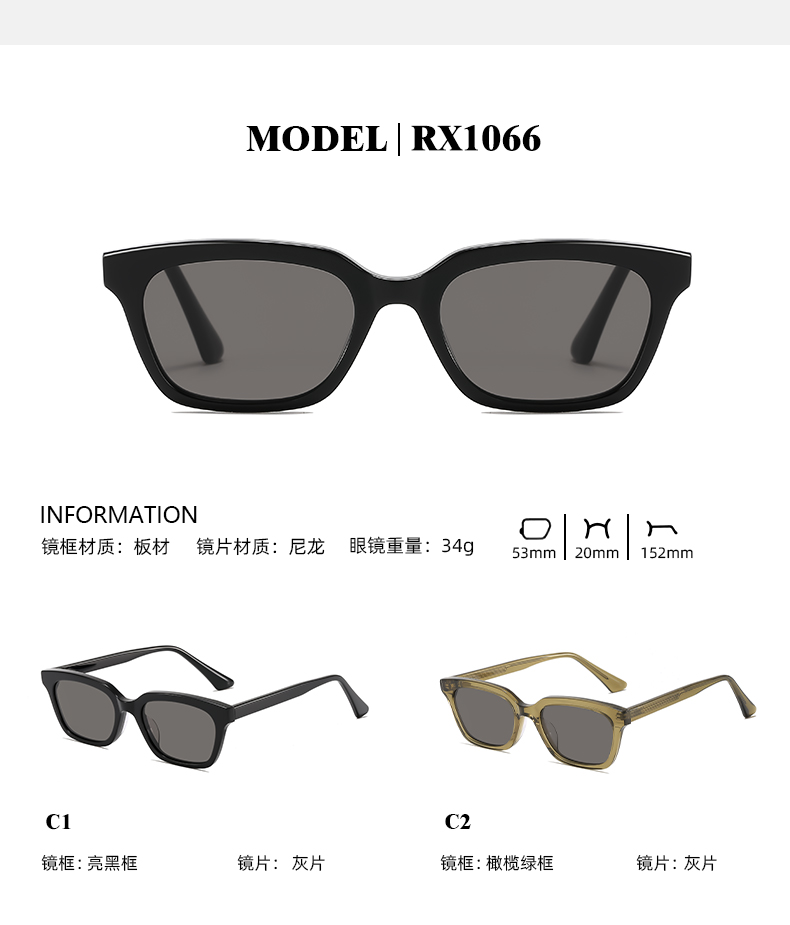 MODEL | RX1066
INFORMATION
镜框材质：板材 镜片材质：尼龙 眼镜重量：34g
53mm 20mm 152mm
C1 C2
镜框：亮黑框 镜片： 灰片 镜框：橄榄绿框 镜片：灰片